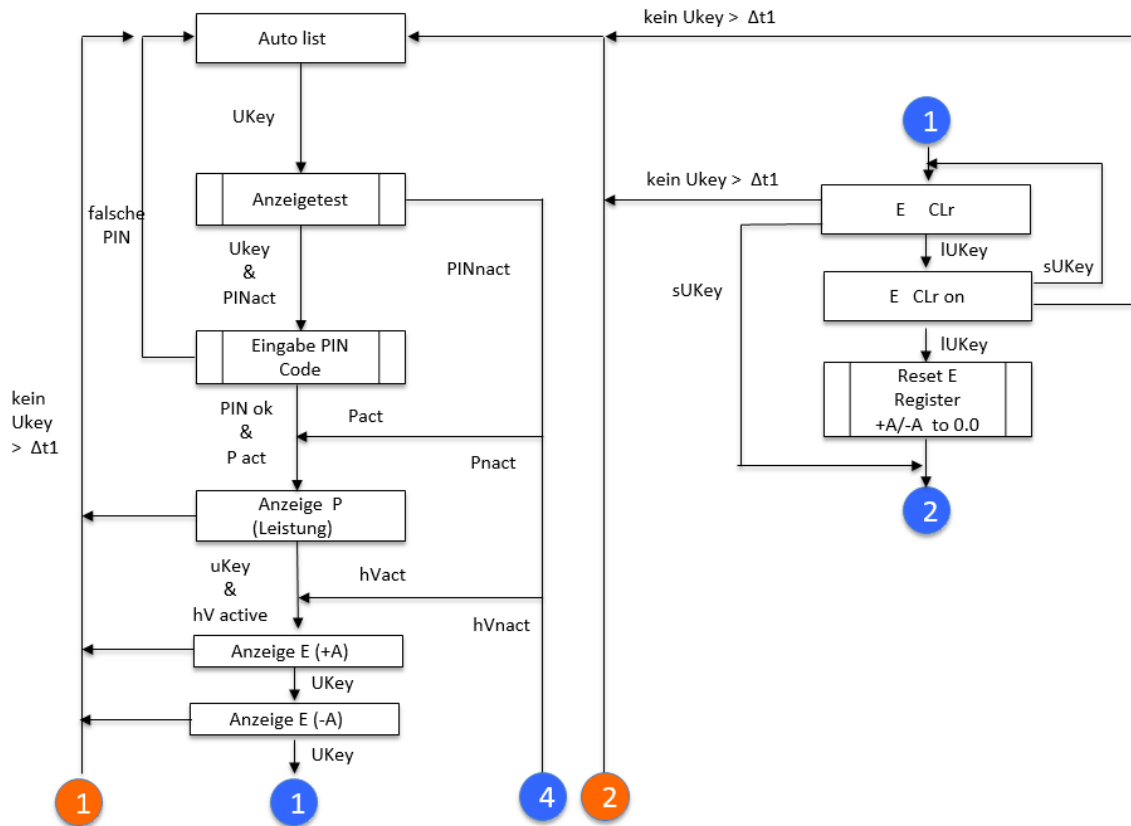 kein Ukey > Δt1
Auto list
UKey
1
kein Ukey > Δt1
Anzeigetest
falsche
PIN
E CLr
Ukey
&
PINact
PINnact
lUKey
sUKey
sUKey
E CLr on
Eingabe PIN
Code
lUKey
Reset E
Register
+A/-A to 0.0
kein
Ukey
> Δt1
PIN ok
&
P act
Pact
Pnact
Anzeige P
(Leistung)
2
uKey
&
hV active
hVact
hVnact
Anzeige E (+A)
UKey
Anzeige E (-A)
UKey
1
1
4
2